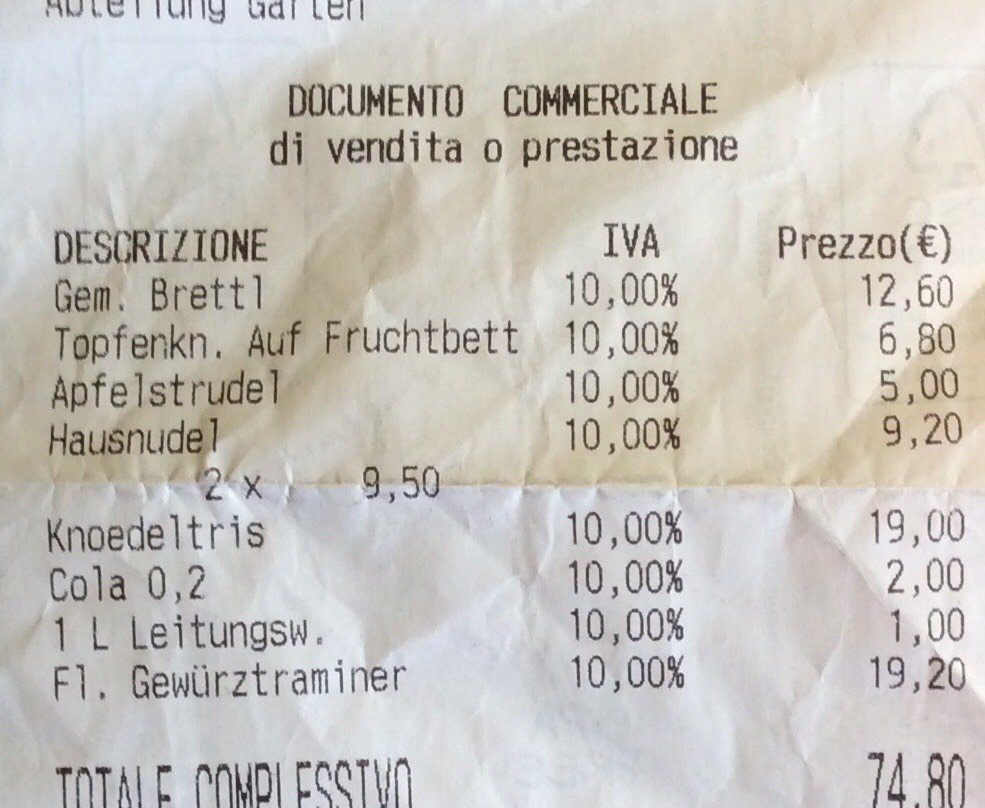 Abteilung Garten
DOCUMENTO COMMERCIALE
di vendita o prestazione
DESCRIZIONE IVA Prezzo(€)
Gem. Brettl 10,00% 12,60
Topfenkn. Auf Fruchtbett 10,00% 6,80
Apfelstrudel 10,00% 5,00
Hausnudel 10,00% 9,20
2 x 9,50
Knoedeltris 10,00% 19,00
Cola 0,2 10,00% 2,00
1 L Leitungsw. 10,00% 1,00
Fl. Gewürztraminer 10,00% 19,20
TOTALE COMPLESSIVO 74,80